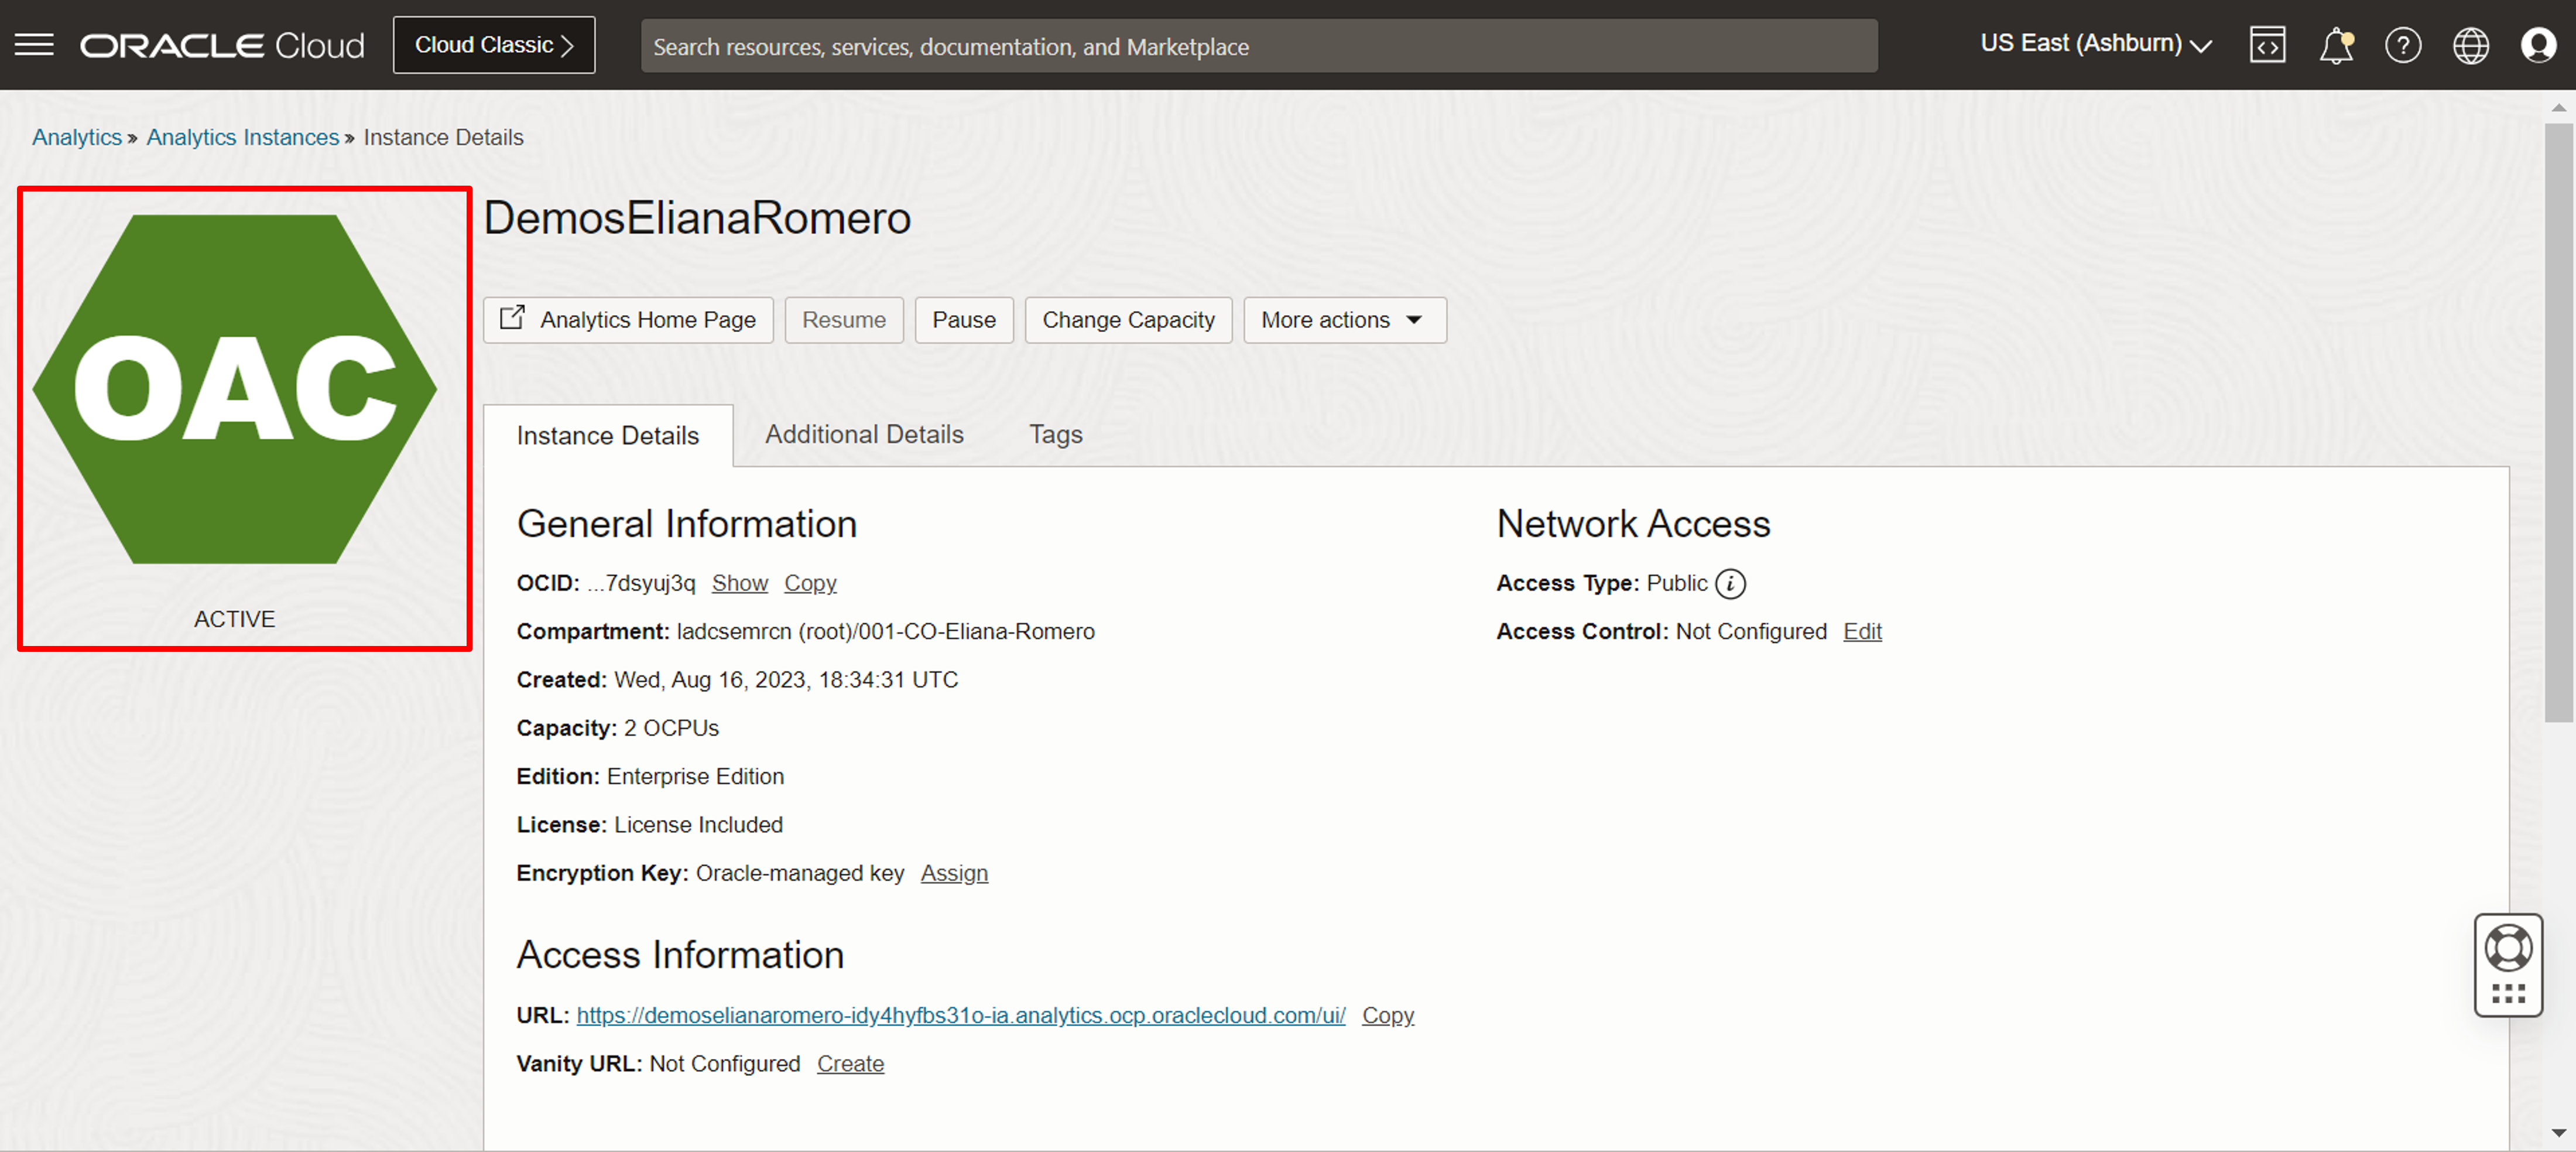 ORACLE Cloud
Cloud Classic
Search resources, services, documentation, and Marketplace
US East (Ashburn)
Analytics » Analytics Instances » Instance Details
OAC
ACTIVE
DemosElianaRomero
Analytics Home Page
Resume
Pause
Change Capacity
More actions
Instance Details
Additional Details
Tags
General Information
OCID: ...7dsyuj3q Show Copy
Compartment: ladcsemrcn (root)/001-CO-Eliana-Romero
Created: Wed, Aug 16, 2023, 18:34:31 UTC
Capacity: 2 OCPUs
Edition: Enterprise Edition
License: License Included
Encryption Key: Oracle-managed key Assign
Network Access
Access Type: Public
Access Control: Not Configured Edit
Access Information
URL: https://demoselianaromero-idy4hyfbs31o-ia.analytics.ocp.oraclecloud.com/ui/ Copy
Vanity URL: Not Configured Create